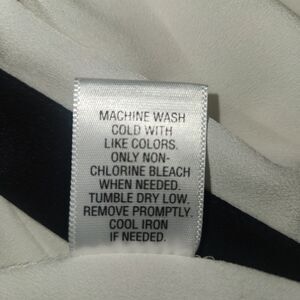 MACHINE WASH
COLD WITH
LIKE COLORS.
ONLY NON-
CHLORINE BLEACH
WHEN NEEDED.
TUMBLE DRY LOW.
REMOVE PROMPTLY.
COOL IRON
IF NEEDED.